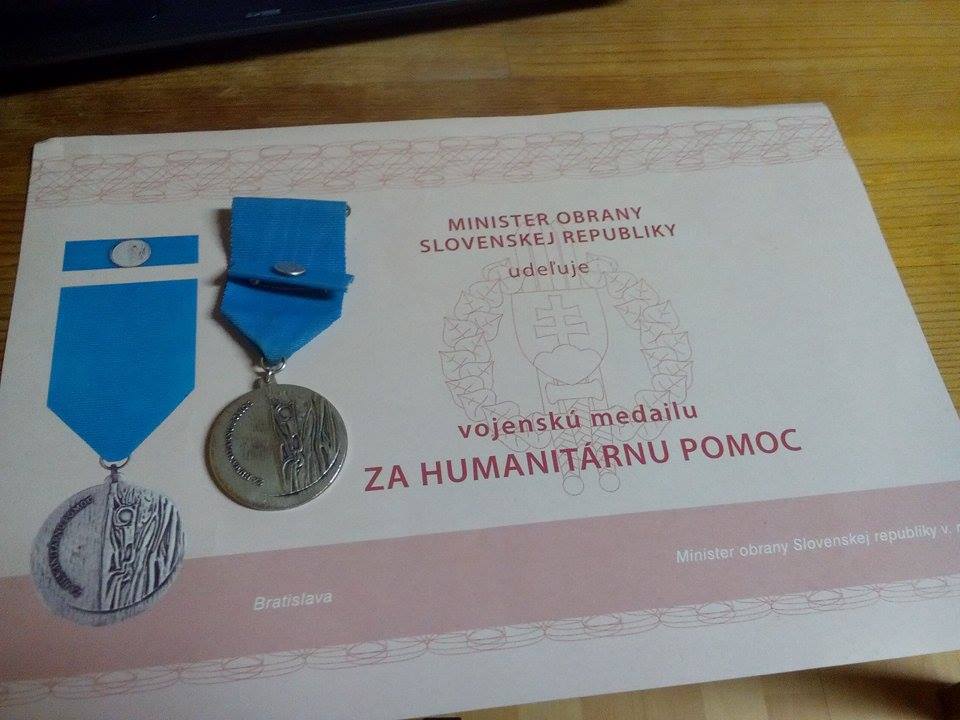 MINISTER OBRANY
SLOVENSKEJ REPUBLIKY
udeľuje
vojenskú medailu
ZA HUMANITÁRNU POMOC
Minister obrany Slovenskej republiky v.
Bratislava